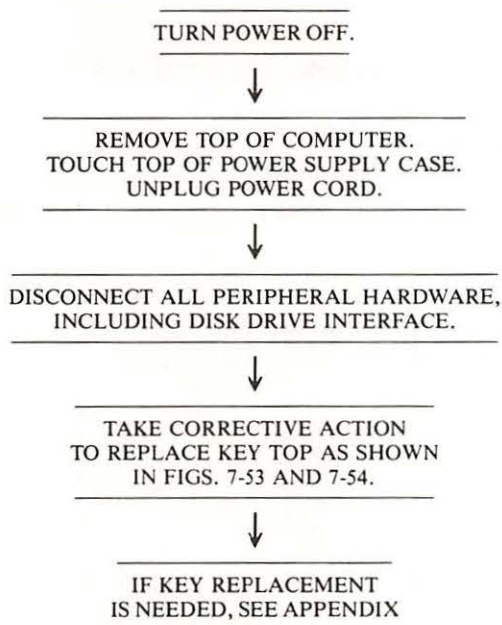 TURN POWER OFF.
REMOVE TOP OF COMPUTER.
TOUCH TOP OF POWER SUPPLY CASE.
UNPLUG POWER CORD.
DISCONNECT ALL PERIPHERAL HARDWARE,
INCLUDING DISK DRIVE INTERFACE.
TAKE CORRECTIVE ACTION
TO REPLACE KEY TOP AS SHOWN
IN FIGS. 7-53 AND 7-54.
IF KEY REPLACEMENT
IS NEEDED, SEE APPENDIX